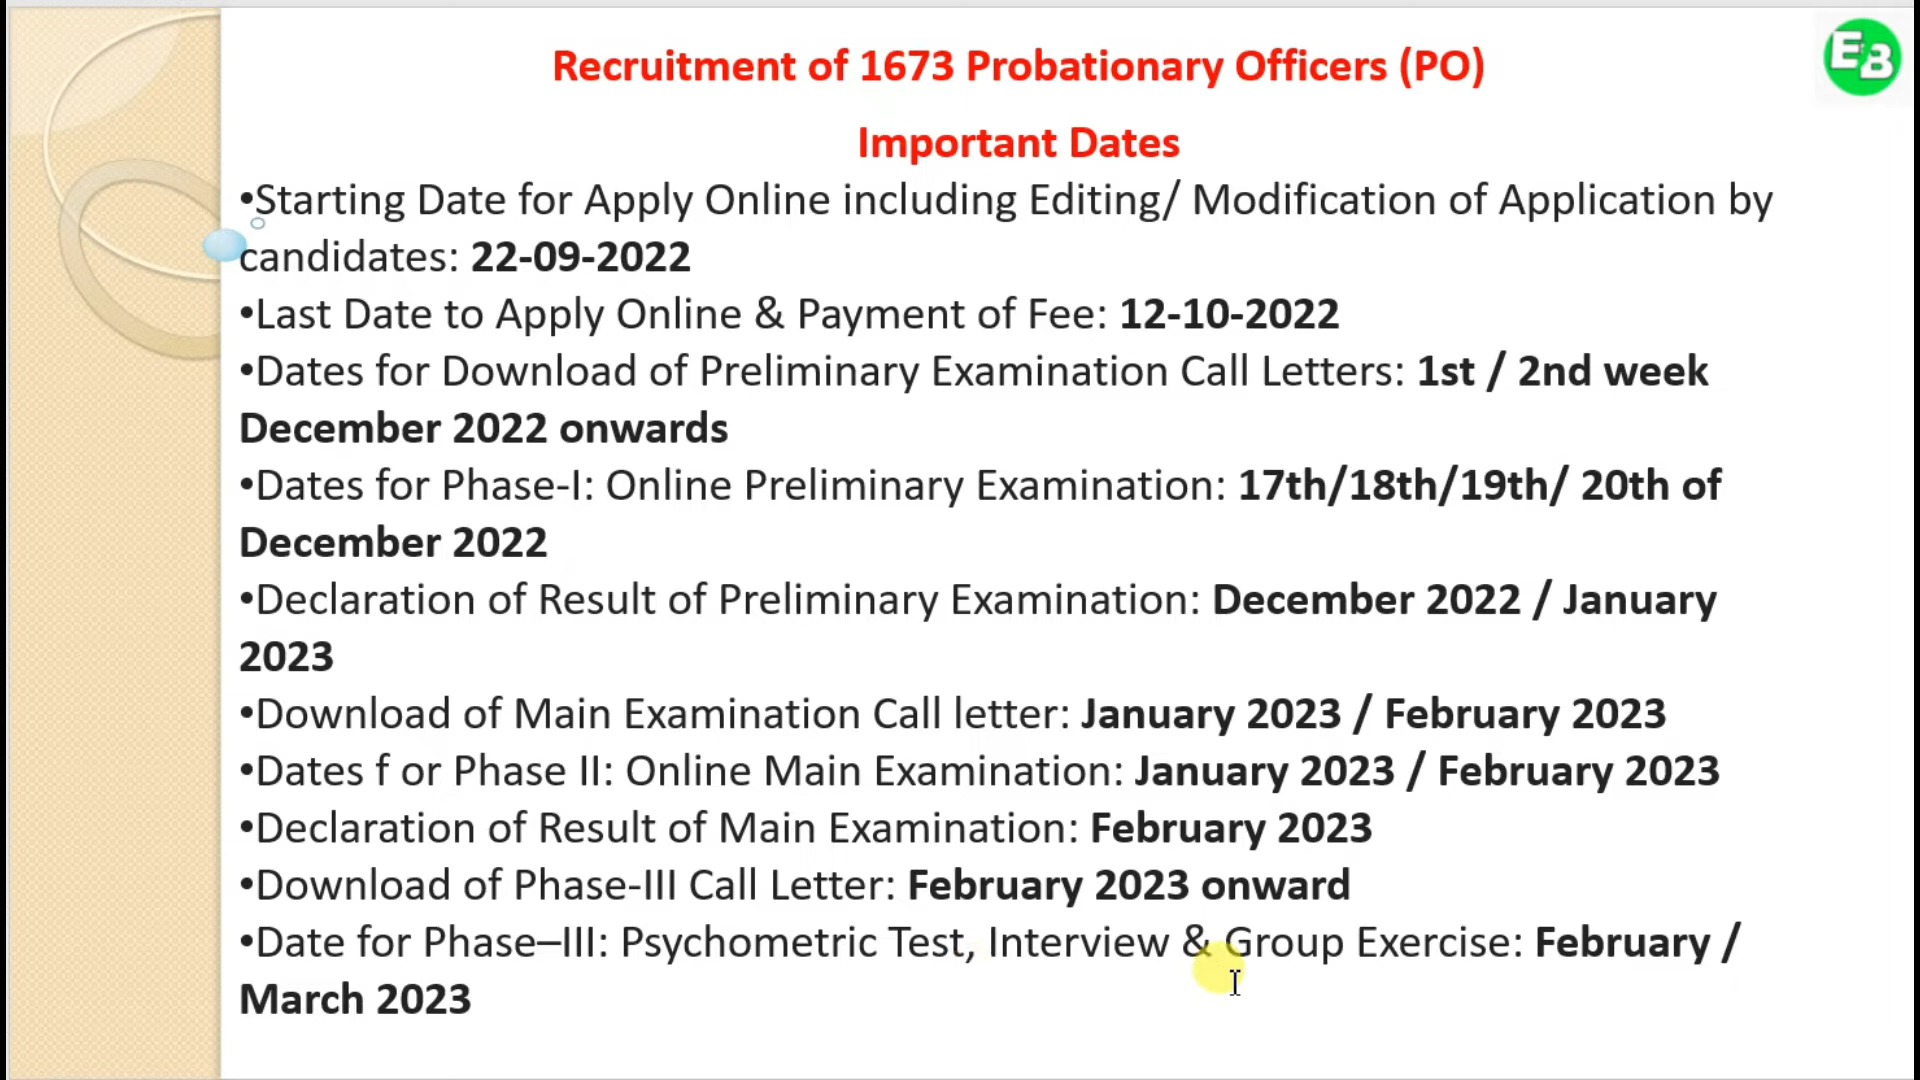 Recruitment of 1673 Probationary Officers (PO)
EB
Important Dates
•Starting Date for Apply Online including Editing/ Modification of Application by
candidates: 22-09-2022
•Last Date to Apply Online & Payment of Fee: 12-10-2022
•Dates for Download of Preliminary Examination Call Letters: 1st / 2nd week
December 2022 onwards
•Dates for Phase-I: Online Preliminary Examination: 17th/18th/19th/ 20th of
December 2022
•Declaration of Result of Preliminary Examination: December 2022 / January
2023
•Download of Main Examination Call letter: January 2023 / February 2023
•Dates f or Phase II: Online Main Examination: January 2023 / February 2023
•Declaration of Result of Main Examination: February 2023
•Download of Phase-III Call Letter: February 2023 onward
•Date for Phase–III: Psychometric Test, Interview & Group Exercise: February /
March 2023